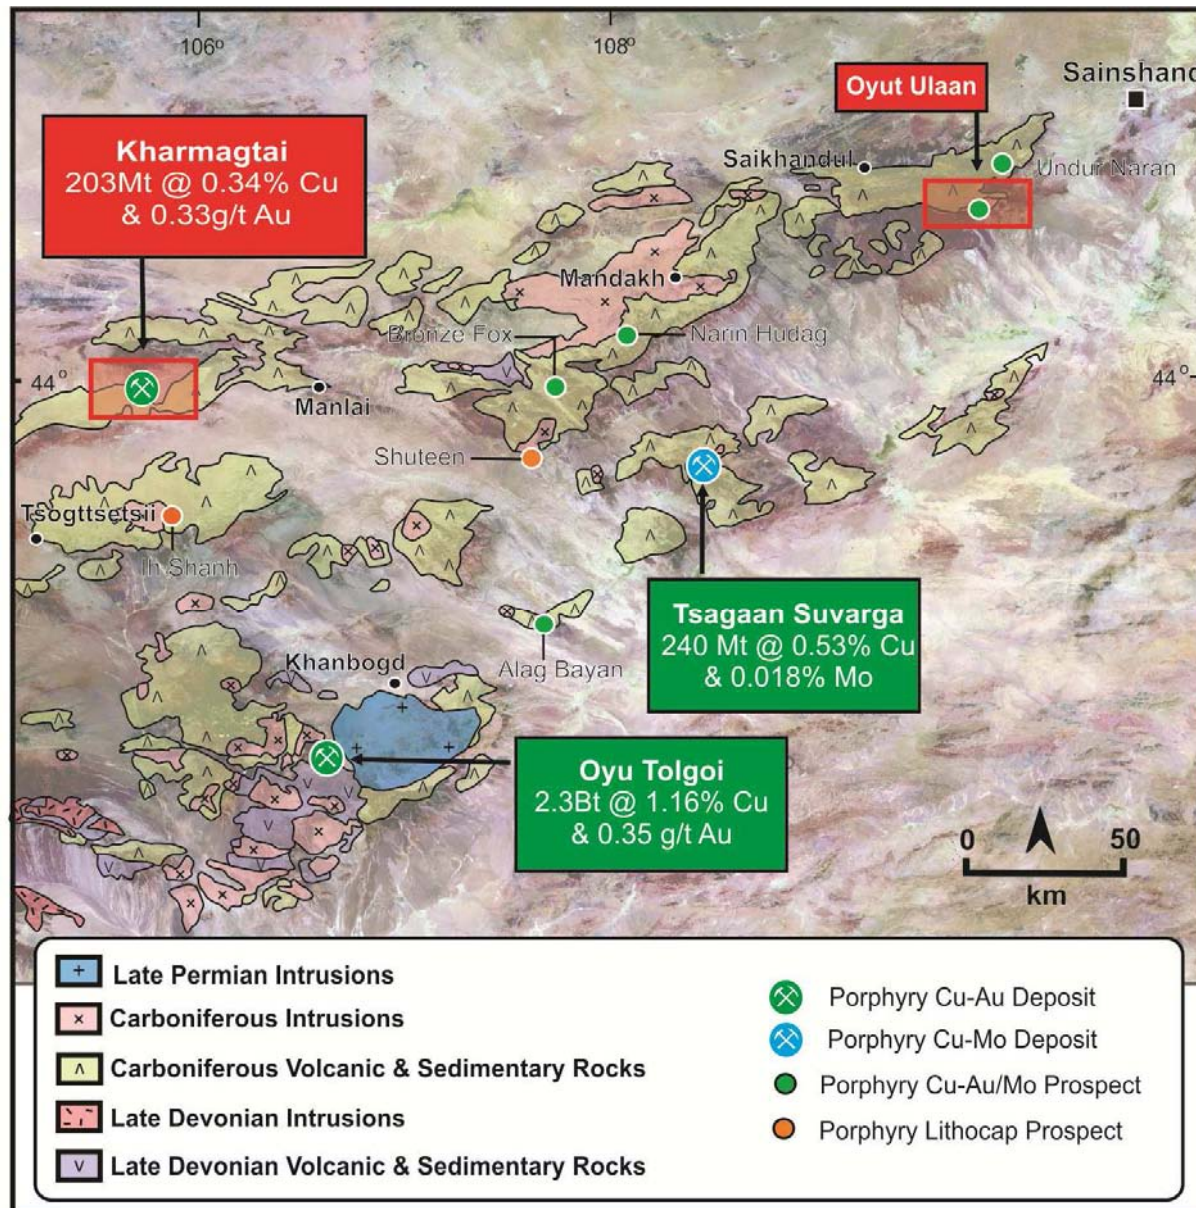 106°
108°
Sainshand
Oyut Ulaan
Kharmagtai
203Mt @ 0.34% Cu
& 0.33g/t Au
Saikhandul
Undur Naran
Mandakh
Bronze Fox
Narin Hudag
44°
44°
Manlai
Shuteen
Tsogttsetsii
Ih Shanh
Tsagaan Suvarga
240 Mt @ 0.53% Cu
& 0.018% Mo
Khanbogd
Alag Bayan
Oyu Tolgoi
2.3Bt @ 1.16% Cu
& 0.35 g/t Au
0 50
km
Late Permian Intrusions
Carboniferous Intrusions
Carboniferous Volcanic & Sedimentary Rocks
Late Devonian Intrusions
Late Devonian Volcanic & Sedimentary Rocks
Porphyry Cu-Au Deposit
Porphyry Cu-Mo Deposit
Porphyry Cu-Au/Mo Prospect
Porphyry Lithocap Prospect